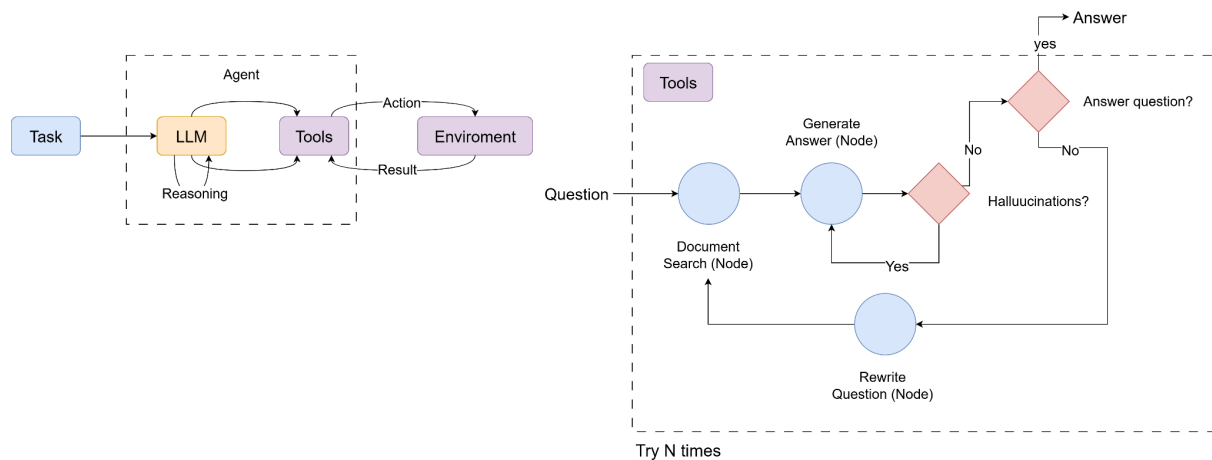 Agent
Task
LLM
Tools
Action
Enviroment
Result
Reasoning
Answer
yes
Tools
Answer question?
Generate
Answer (Node)
No
No
Question
Halluucinations?
Document
Search (Node)
Yes
Rewrite
Question (Node)
Try N times